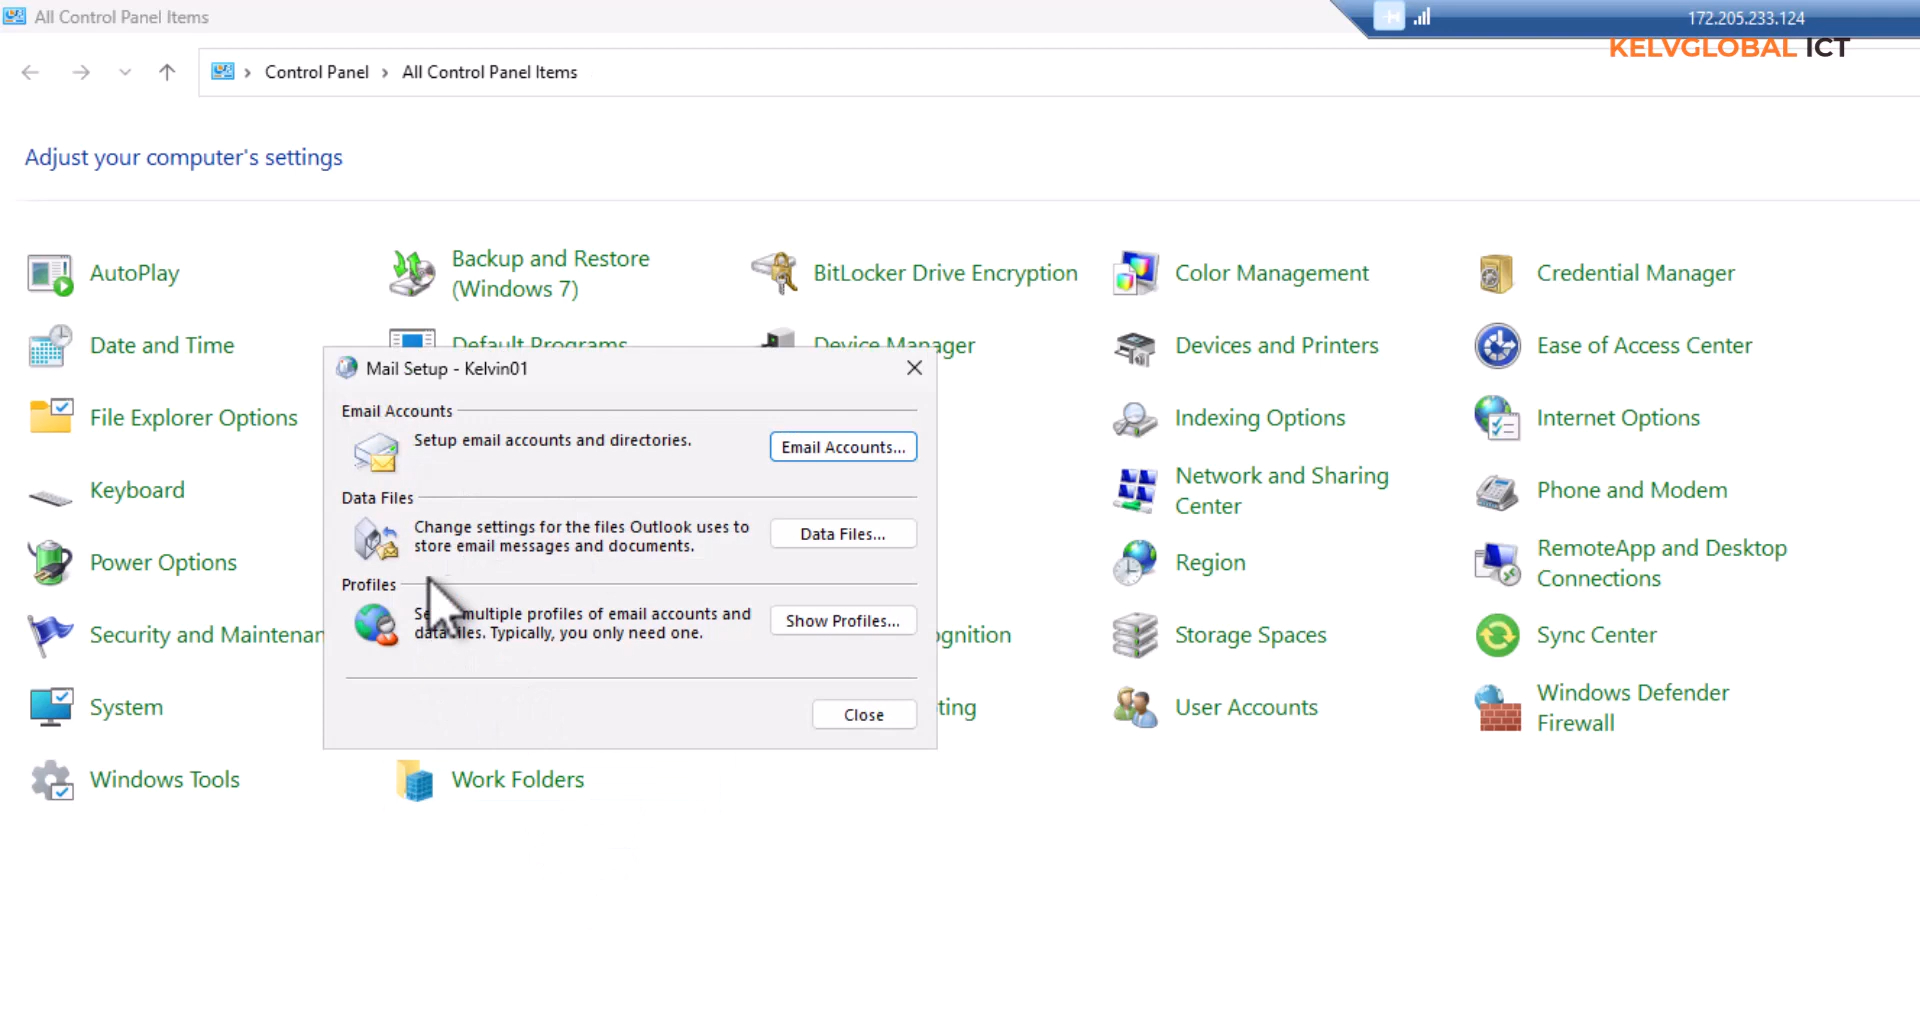 All Control Panel Items
172.205.233.124
KELVGLOBAL ICT
Control Panel › All Control Panel Items
Adjust your computer's settings
AutoPlay
Backup and Restore
(Windows 7)
BitLocker Drive Encryption
Color Management
Credential Manager
Date and Time
Default Programs
Device Manager
Devices and Printers
Ease of Access Center
File Explorer Options
Indexing Options
Internet Options
Keyboard
Network and Sharing
Center
Phone and Modem
Power Options
Region
RemoteApp and Desktop
Connections
Security and Maintenan
ognition
Storage Spaces
Sync Center
System
ting
User Accounts
Windows Defender
Firewall
Windows Tools
Work Folders
Mail Setup - Kelvin01
Email Accounts
Setup email accounts and directories.
Email Accounts...
Data Files
Change settings for the files Outlook uses to
store email messages and documents.
Data Files...
Profiles
multiple profiles of email accounts and
Typically, you only need one.
Show Profiles...
Close